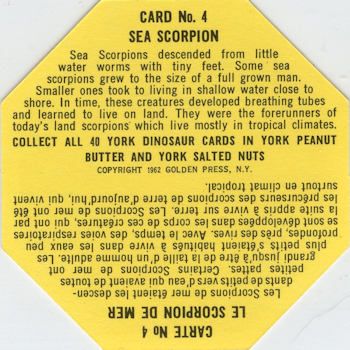 CARD No. 4
SEA SCORPION
Sea Scorpions descended from little
water worms with tiny feet. Some sea
scorpions grew to the size of a full grown man.
Smaller ones took to living in shallow water close to
shore. In time, these creatures developed breathing tubes
and learned to live on land. They were the forerunners of
today's land scorpions which live mostly in tropical climates.
COLLECT ALL 40 YORK DINOSAUR CARDS IN YORK PEANUT
BUTTER AND YORK SALTED NUTS
COPYRIGHT 1962 GOLDEN PRESS, N.Y.
CARTE No 4
LE SCORPION DE MER
Les Scorpions de mer étaient les descen-
dants de petits vers d'eau qui avaient de toutes
petites pattes. Certains Scorpions de mer ont
grandi jusqu'à être de la taille d'un homme adulte. Les
plus petits s'étaient habitués à vivre dans les eaux peu
profondes, près des rives. Avec le temps, des voies respiratoires
se sont développées dans les corps de ces créatures, qui ont par
la suite appris à vivre sur terre. Les Scorpions de mer ont été
les précurseurs des scorpions de terre d'aujourd'hui, qui vivent
surtout en climat tropical.